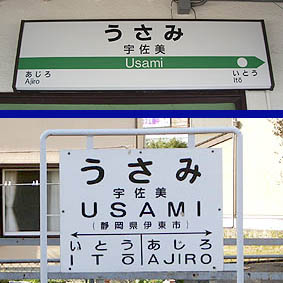 うさみ
宇佐美
Usami
あじろ いとう
Ajiro Itō
うさみ
宇佐美
USAMI
(静岡県伊東市)
いとう あじろ
ITŌ AJIRO